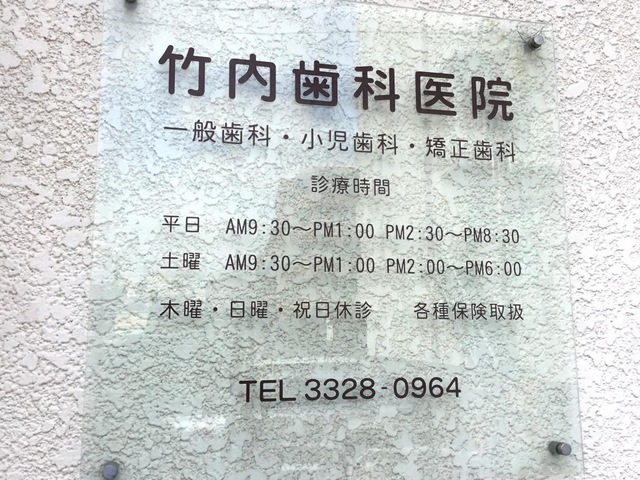 竹内歯科医院
一般歯科・小児歯科・矯正歯科
診療時間
平日 AM9:30〜PM1:00 PM2:30〜PM8:30
土曜 AM9:30〜PM1:00 PM2:00〜PM6:00
木曜・日曜・祝日休診 各種保険取扱
TEL 3328-0964